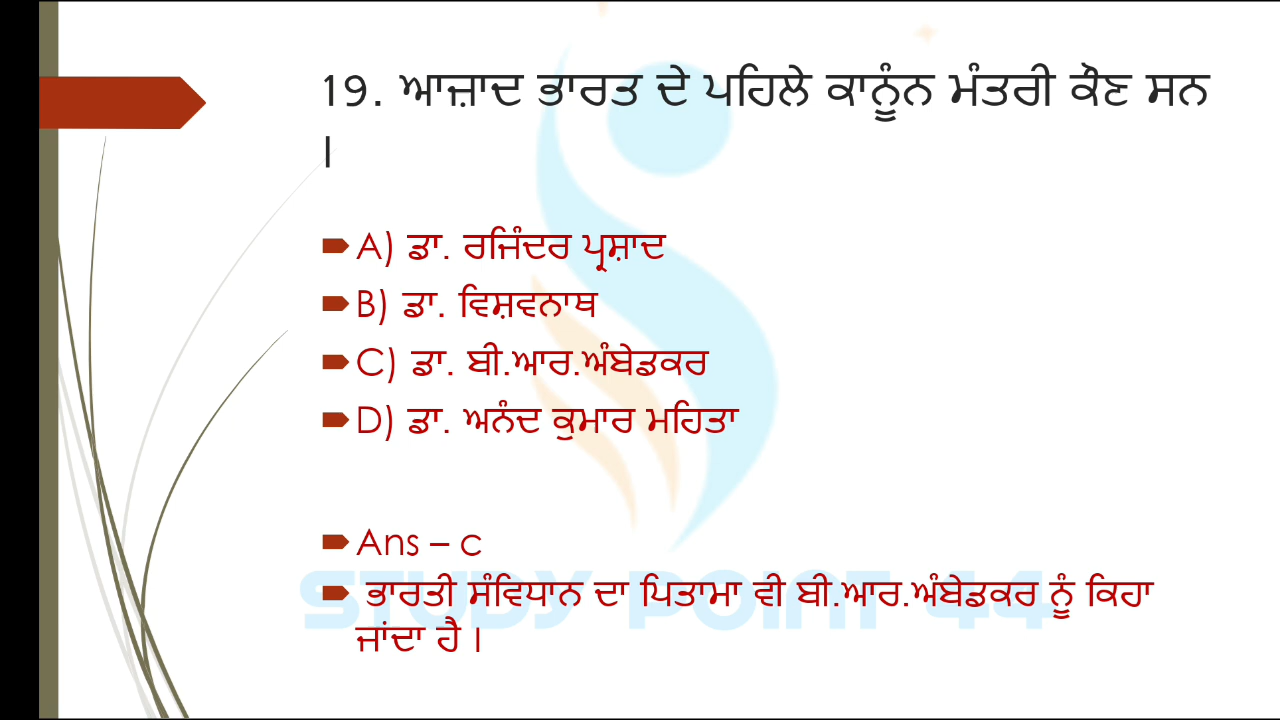 19. ਆਜ਼ਾਦ ਭਾਰਤ ਦੇ ਪਹਿਲੇ ਕਾਨੂੰਨ ਮੰਤਰੀ ਕੌਣ ਸਨ
।
A) ਡਾ. ਰਜਿੰਦਰ ਪ੍ਰਸ਼ਾਦ
B) ਡਾ. ਵਿਸ਼ਵਨਾਥ
C) ਡਾ. ਬੀ.ਆਰ.ਅੰਬੇਡਕਰ
D) ਡਾ. ਅਨੰਦ ਕੁਮਾਰ ਮਹਿਤਾ
Ans – c
ਭਾਰਤੀ ਸੰਵਿਧਾਨ ਦਾ ਪਿਤਾਮਾ ਵੀ ਬੀ.ਆਰ.ਅੰਬੇਡਕਰ ਨੂੰ ਕਿਹਾ
ਜਾਂਦਾ ਹੈ।
STUDY POINT 44